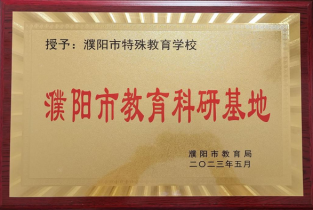 授予：濮阳市特殊教育学校
濮阳市教育科研基地
濮阳市教育局
二〇二三年五月